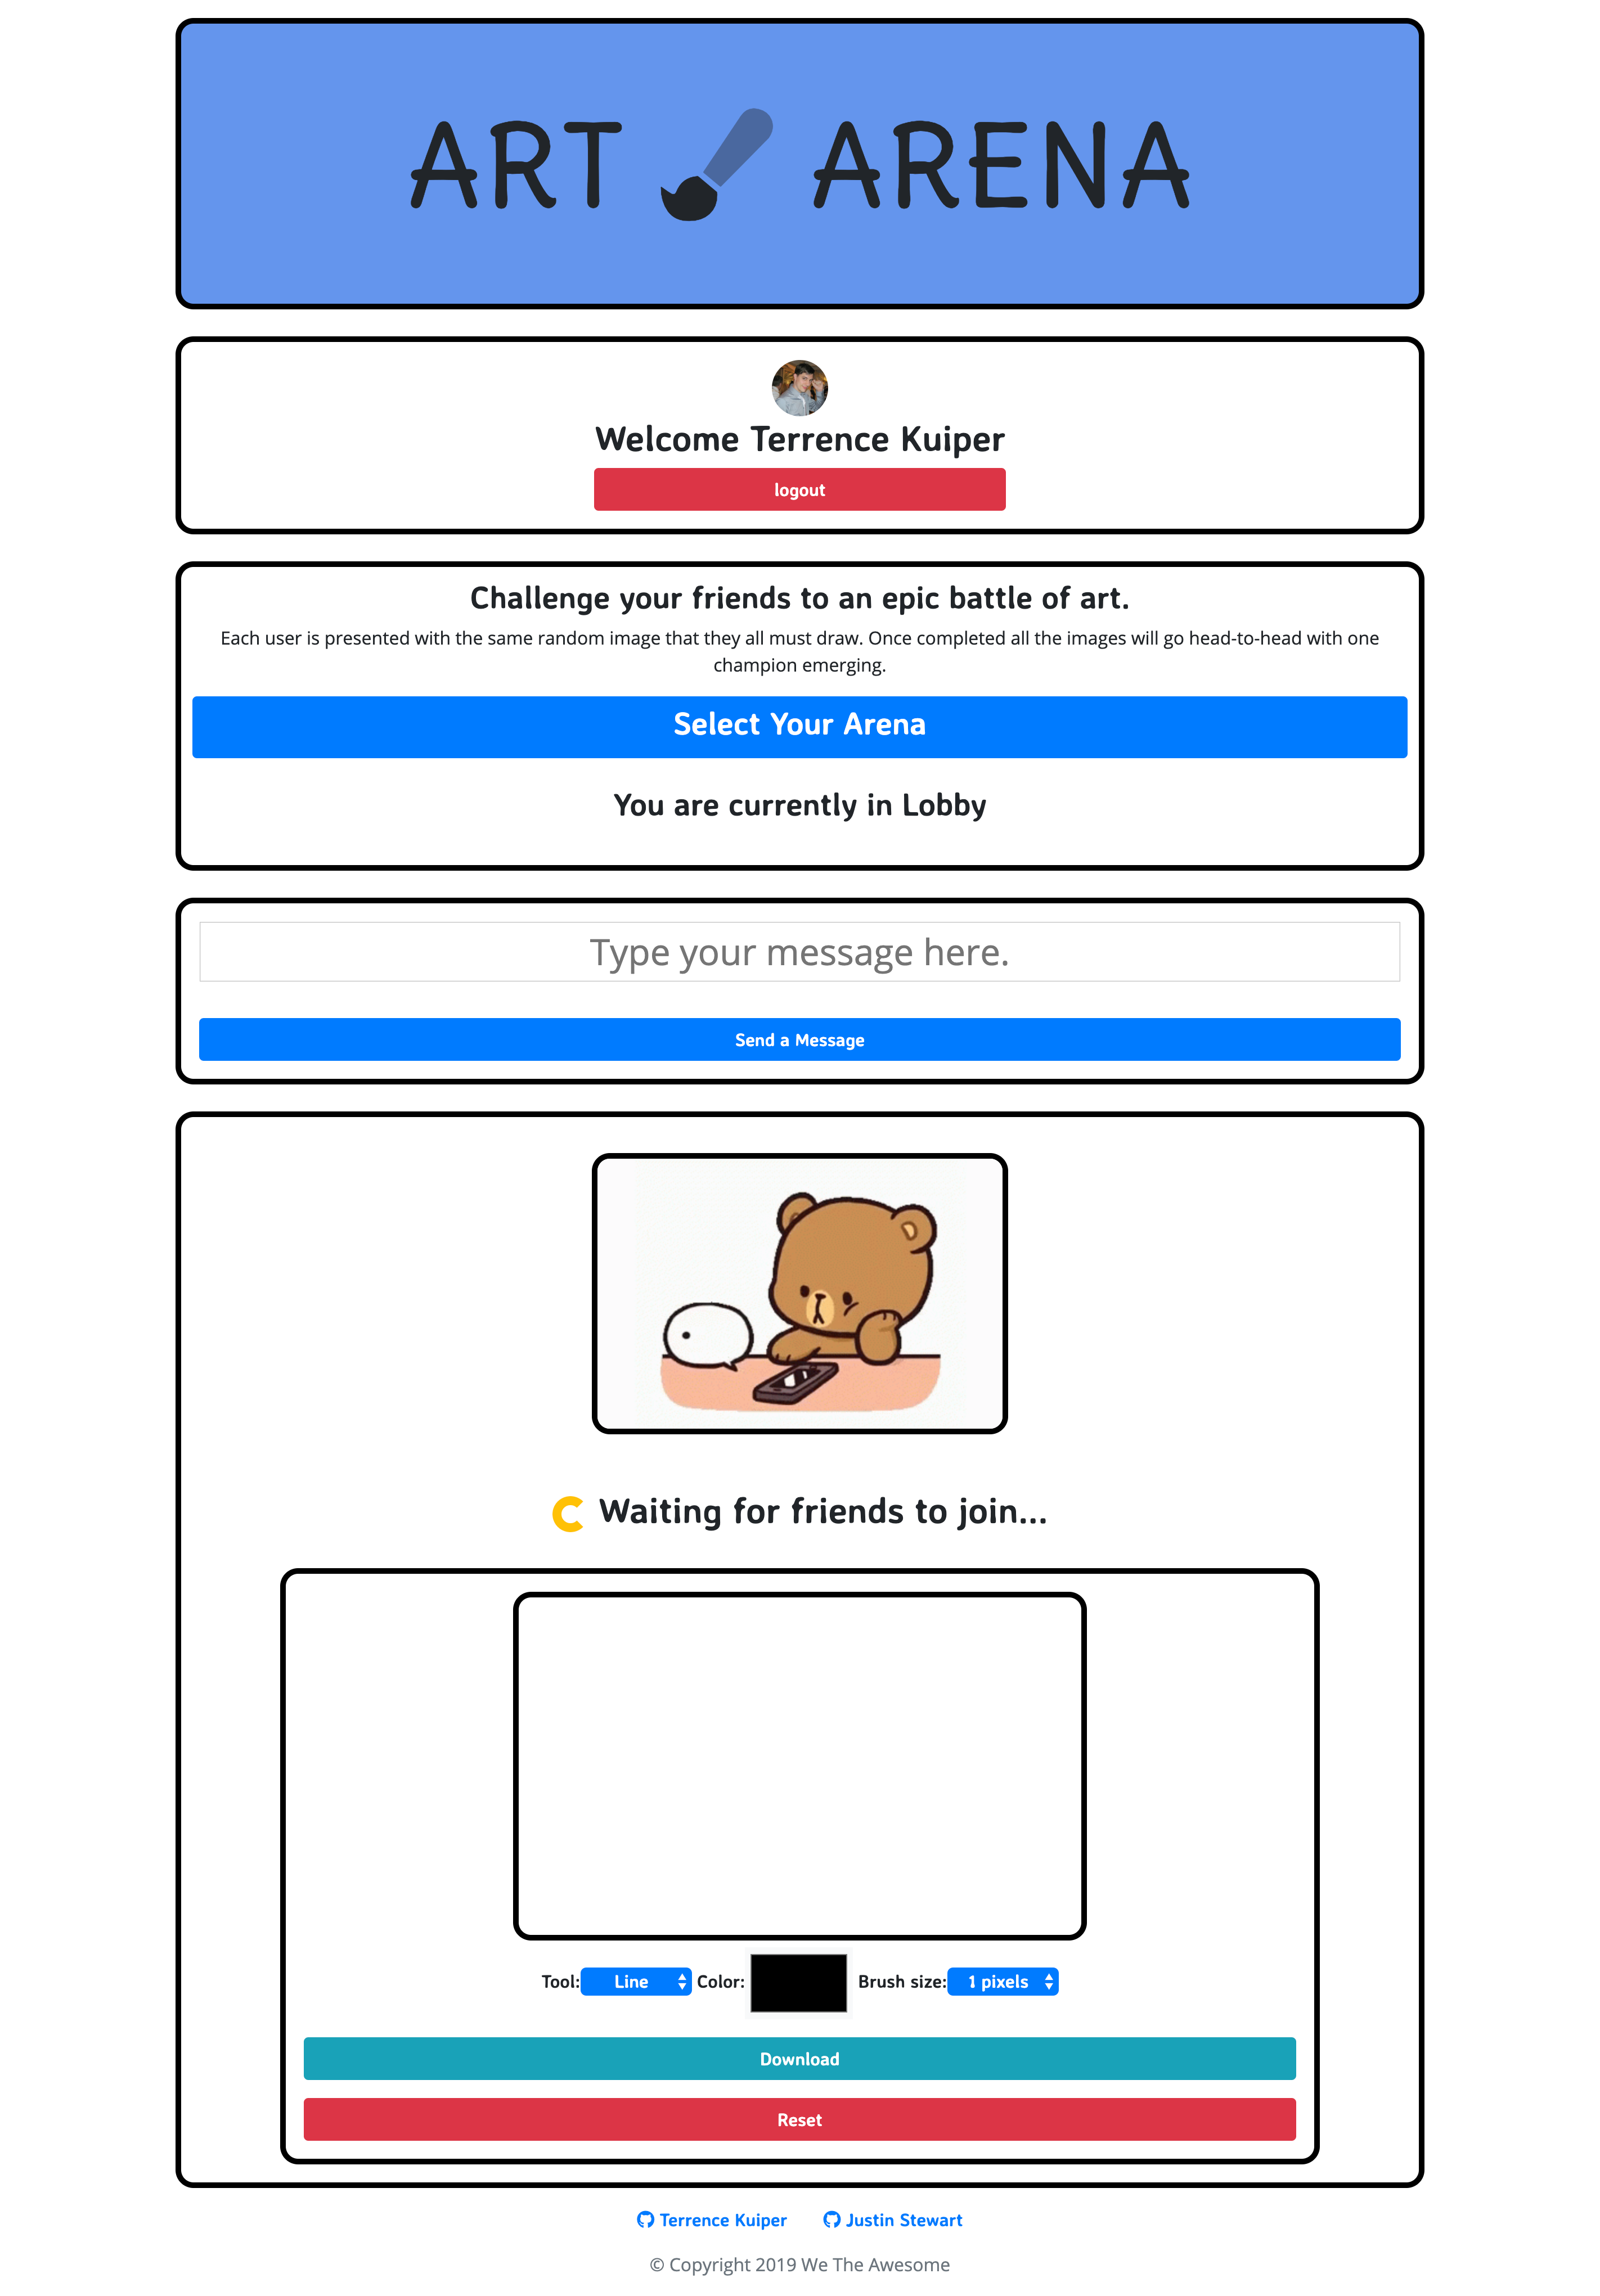 ART ARENA
Welcome Terrence Kuiper
logout
Challenge your friends to an epic battle of art.
Each user is presented with the same random image that they all must draw. Once completed all the images will go head-to-head with one
champion emerging.
Select Your Arena
You are currently in Lobby
Type your message here.
Send a Message
Waiting for friends to join...
Tool: Line Color: Brush size: 1 pixels
Download
Reset
Terrence Kuiper Justin Stewart
© Copyright 2019 We The Awesome